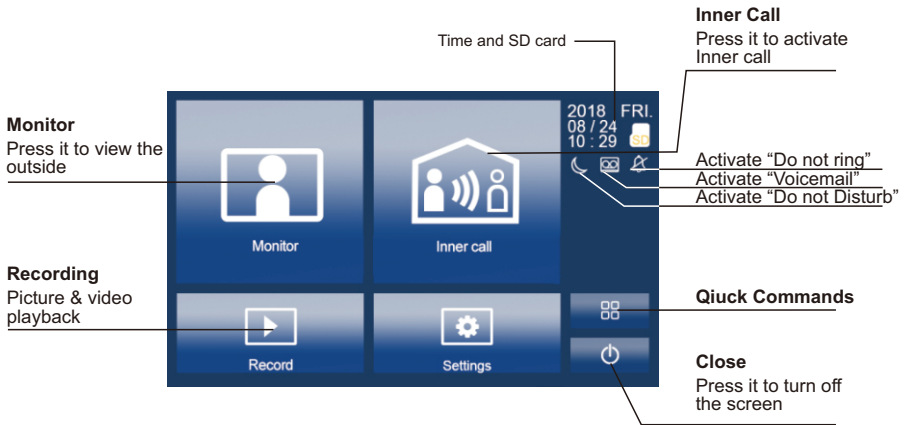 Inner Call
Press it to activate
Inner call
Time and SD card
Monitor
Press it to view the
outside
2018 FRI.
08 / 24
10 : 29
SD
Activate “Do not ring”
Activate “Voicemail”
Activate “Do not Disturb”
Monitor
Inner call
Recording
Picture & video
playback
Qiuck Commands
Record
Settings
Close
Press it to turn off
the screen